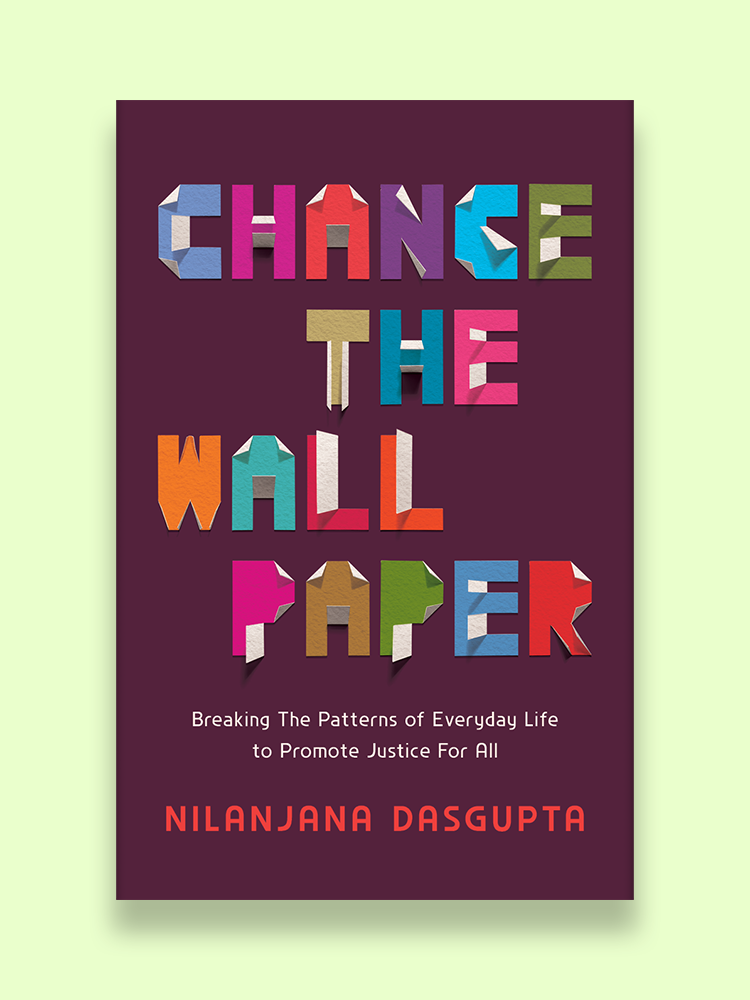 CHANGE
THE
WALL
PAPER
Breaking The Patterns of Everyday Life
to Promote Justice For All
NILANJANA DASGUPTA